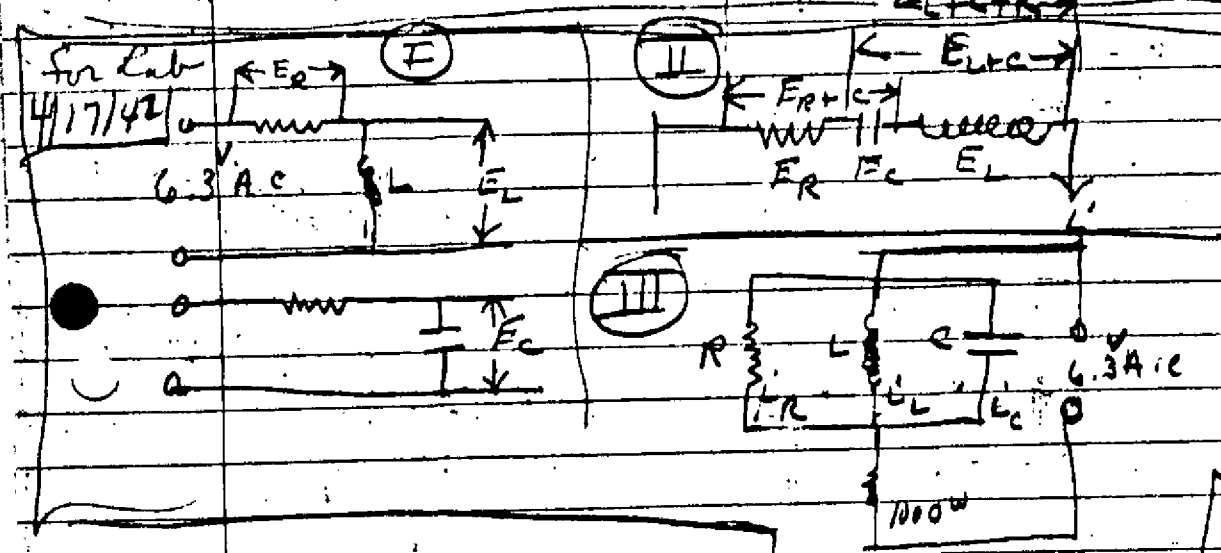 for Lab
4/17/42
I
E_R
6.3 V A.C
L
E_L
E_C
II
E_L+C
E_R+C
E_R E_C E_L
i
III
R L C
i_R i_L i_C
6.3 V A.C